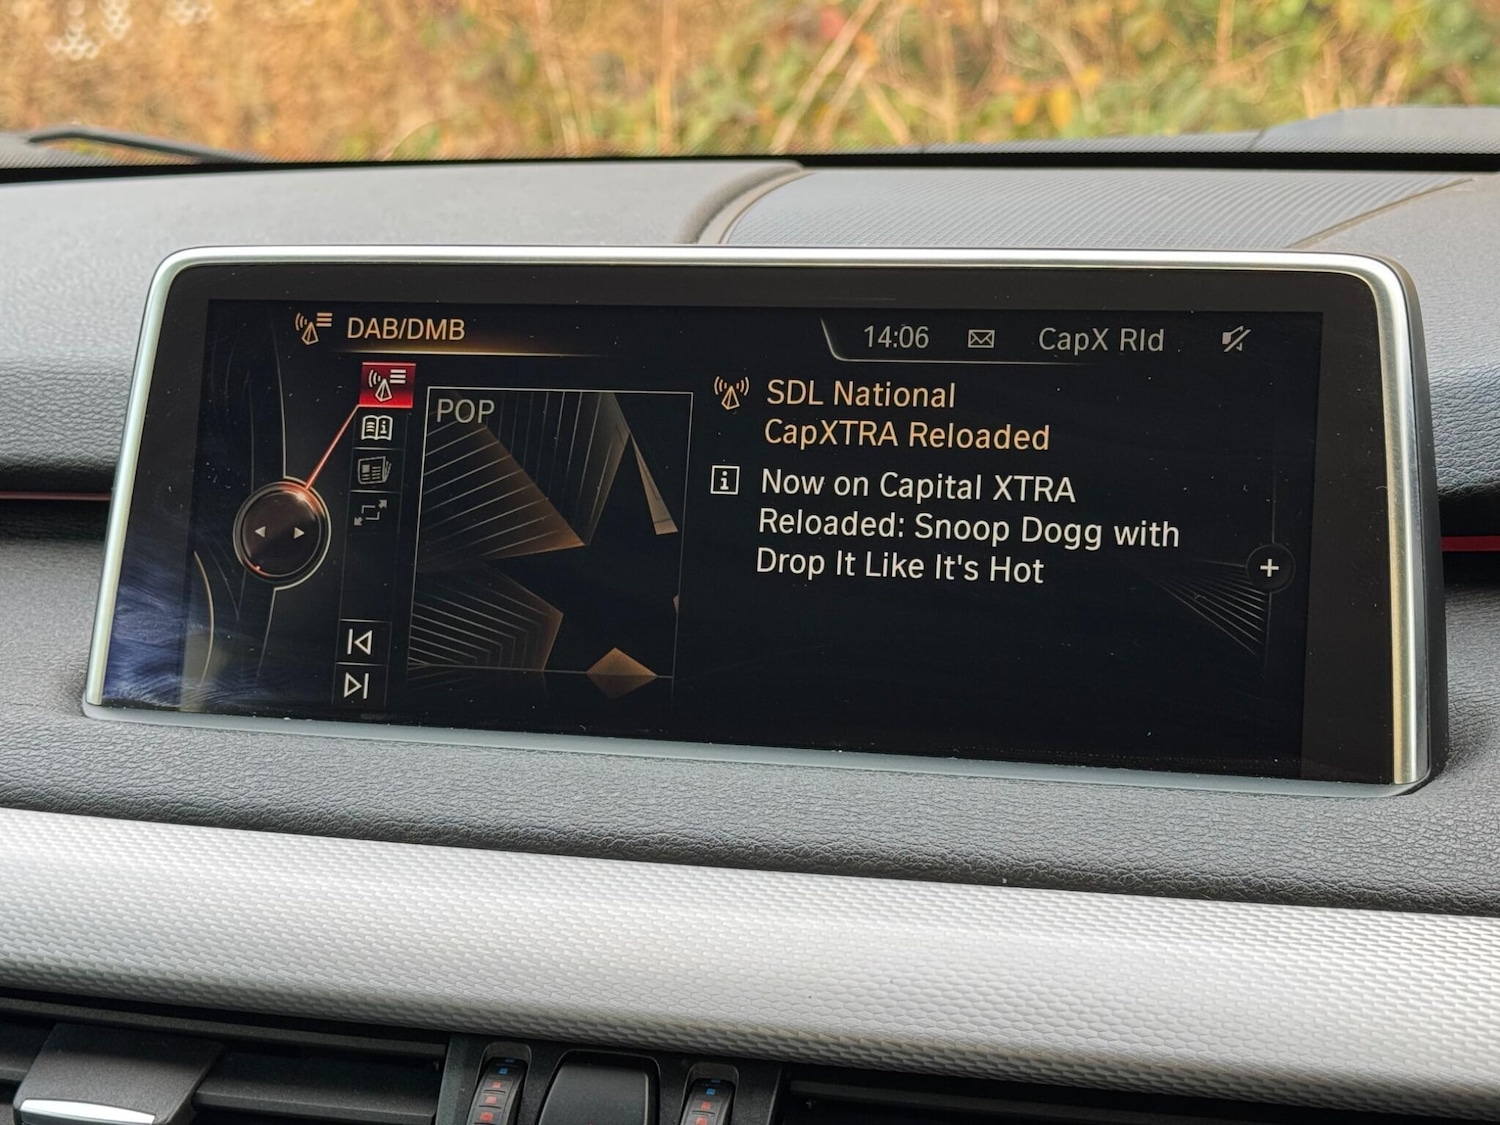 DAB/DMB
14:06 CapX Rld
POP
SDL National
CapXTRA Reloaded
Now on Capital XTRA
Reloaded: Snoop Dogg with
Drop It Like It's Hot